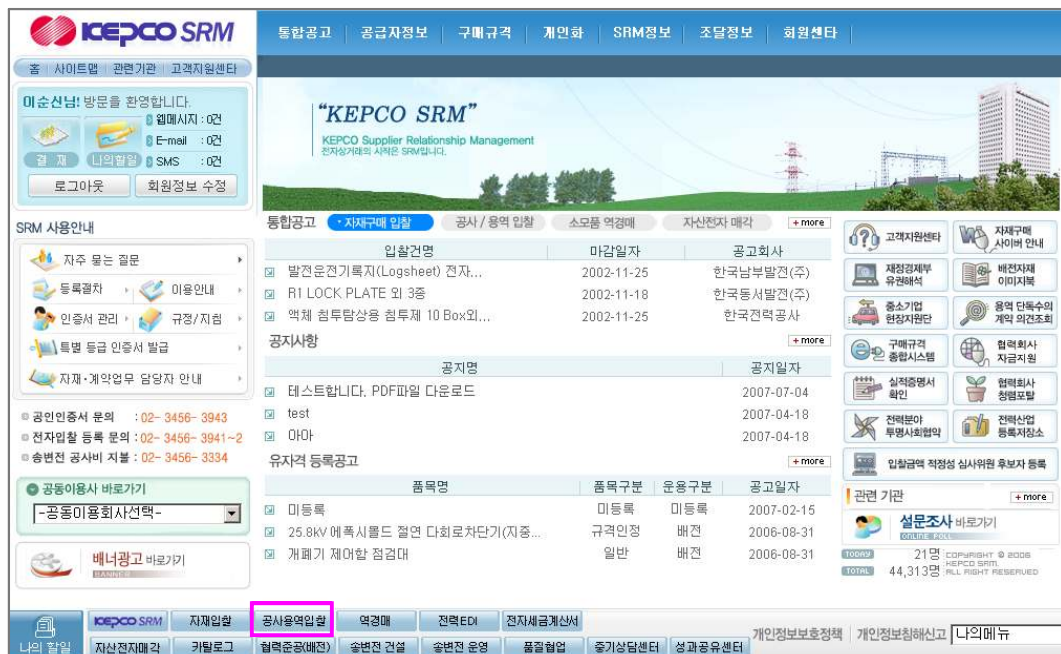 KEPCO SRM
통합공고 공급자정보 구매규격 개인화 SRM정보 조달정보 회원센타
홈 사이트맵 관련기관 고객지원센타
이순신님! 방문을 환영합니다.
웹메시지 : 0건
E-mail : 0건
SMS : 0건
결 재 나의할일
로그아웃 회원정보 수정
"KEPCO SRM"
KEPCO Supplier Relationship Management
전자상거래의 시작은 SRM입니다.
SRM 사용안내
자주 묻는 질문
등록결차 이용안내
인증서 관리 규정/지침
특별 등급 인증서 발급
자재·계약업무 담당자 안내
공인인증서 문의 : 02- 3456- 3943
전자입찰 등록 문의 : 02- 3456- 3941~2
송변전 공사비 지불 : 02- 3456- 3334
공동이용사 바로가기
-공동이용회사선택-
배너광고 바로가기
BANNER
통합공고 · 자재구매 입찰 공사 / 용역 입찰 소모품 역경매 자산전자 매각 + more
입찰건명 마감일자 공고회사
발전운전기록지(Logsheet) 전자... 2002-11-25 한국남부발전(주)
R1 LOCK PLATE 외 3종 2002-11-18 한국동서발전(주)
액체 침투탐상용 침투제 10 Box외... 2002-11-25 한국전력공사
공지사항 + more
공지명 공지일자
테스트합니다. PDF파일 다운로드 2007-07-04
test 2007-04-18
아아 2007-04-18
유자격 등록공고 + more
품목명 품목구분 운용구분 공고일자
미등록 미등록 미등록 2007-02-15
25.8kV 에폭시몰드 절연 다회로차단기(지중... 규격인정 배전 2006-08-31
개폐기 제어함 점검대 일반 배전 2006-08-31
고객지원센타 자재구매 사이버 안내
재정경제부 유권해석 배전자재 이미지북
중소기업 현장지원단 용역 단독수의 계약 의견조회
구매규격 종합시스템 협력회사 자금지원
실적증명서 확인 협력회사 청렴포탈
전력분야 투명사회협약 전력산업 등록저장소
입찰금액 적정성 심사위원 후보자 등록
관련 기관 + more
설문조사 바로가기
ONLINE POLL
TODAY 21명
TOTAL 44,313명
COPYRIGHT © 2006
KEPCO SRM.
ALL RIGHT RESERVED
나의 할일
KEPCO SRM 자재입찰 공사용역입찰 역경매 전력EDI 전자세금계산서
자산전자매각 카탈로그 협력준공(배전) 송변전 건설 송변전 운영 품질협업 중기상담센터 성과공유센터
개인정보보호정책 개인정보침해신고 나의메뉴